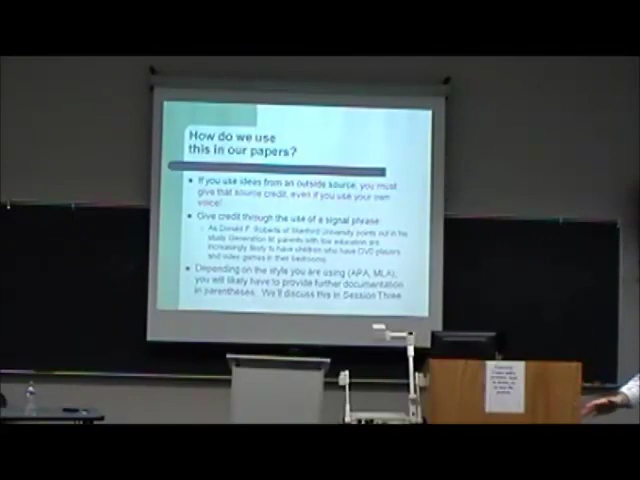 How do we use
this in our papers?
If you use ideas from an outside source, you must
give that source credit, even if you use your own
voice!
Give credit through the use of a signal phrase:
As Donald F. Roberts of Stanford University points out in his
study Generation M, parents with education are
increasingly likely to have children who have DVD players
and video games in their bedrooms.
Depending on the style you are using (APA, MLA),
you will likely have to provide further documentation
in parentheses. We'll discuss this in Session Three.